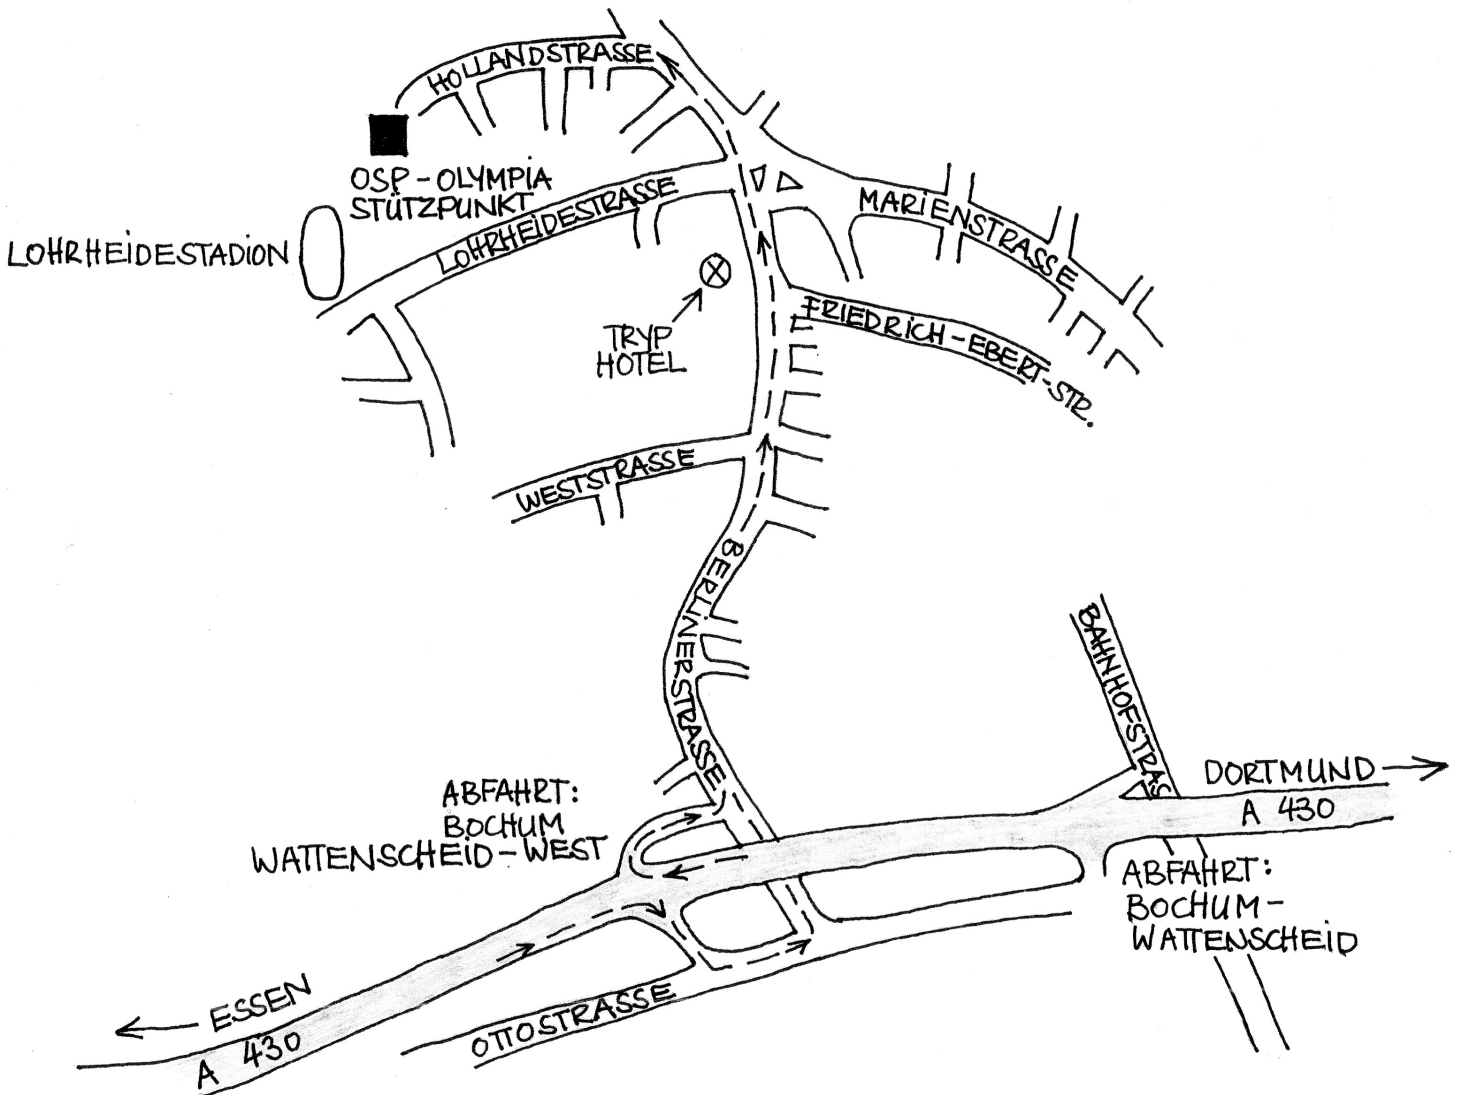 HOLLANDSTRASSE
OSP-OLYMPIA
STÜTZPUNKT
LOHRHEIDESTRASSE
LOHRHEIDESTADION
MARIENSTRASSE
FRIEDRICH-EBERT-STR.
TRYP
HOTEL
WESTSTRASSE
BERLINERSTRASSE
BAHNHOFSTRAS
ABFAHRT:
BOCHUM
WATTENSCHEID-WEST
DORTMUND
A 430
ABFAHRT:
BOCHUM-
WATTENSCHEID
ESSEN
A 430
OTTOSTRASSE